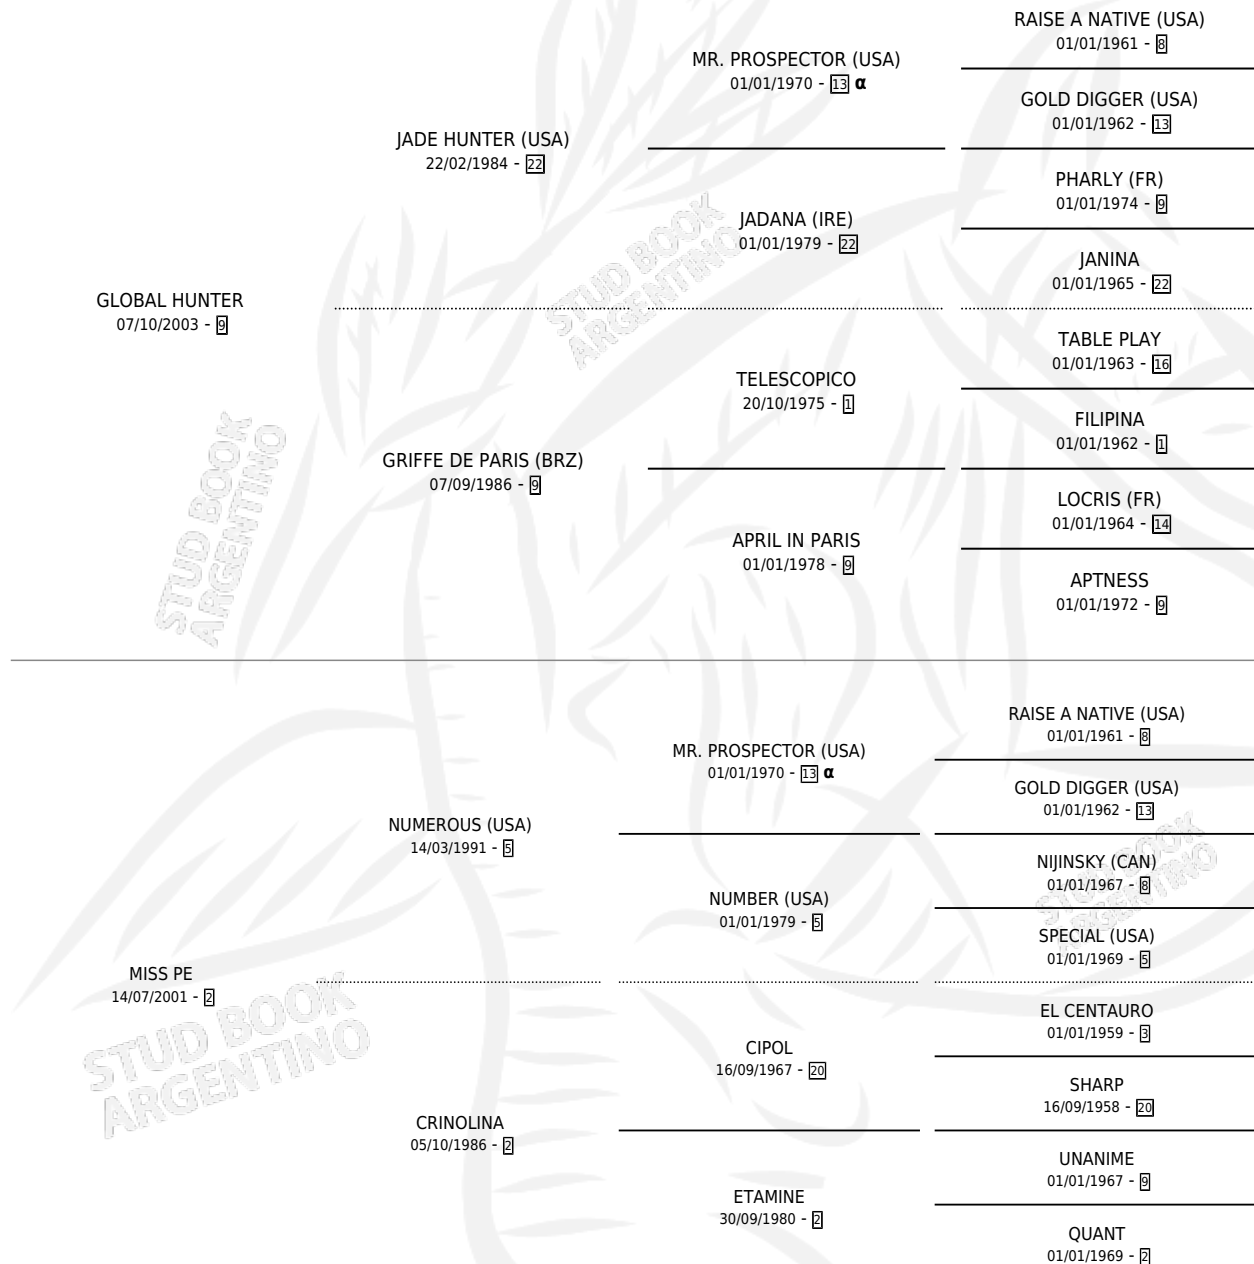 RAISE A NATIVE (USA)
01/01/1961 - 8
MR. PROSPECTOR (USA)
01/01/1970 - 13 α
GOLD DIGGER (USA)
01/01/1962 - 13
JADE HUNTER (USA)
22/02/1984 - 22
PHARLY (FR)
01/01/1974 - 9
JADANA (IRE)
01/01/1979 - 22
JANINA
01/01/1965 - 22
GLOBAL HUNTER
07/10/2003 - 9
TABLE PLAY
01/01/1963 - 16
TELESCOPICO
20/10/1975 - 1
FILIPINA
01/01/1962 - 1
GRIFFE DE PARIS (BRZ)
07/09/1986 - 9
LOCRIS (FR)
01/01/1964 - 14
APRIL IN PARIS
01/01/1978 - 9
APTNESS
01/01/1972 - 9
RAISE A NATIVE (USA)
01/01/1961 - 8
MR. PROSPECTOR (USA)
01/01/1970 - 13 α
GOLD DIGGER (USA)
01/01/1962 - 13
NUMEROUS (USA)
14/03/1991 - 5
NIJINSKY (CAN)
01/01/1967 - 8
NUMBER (USA)
01/01/1979 - 5
SPECIAL (USA)
01/01/1969 - 5
MISS PE
14/07/2001 - 2
EL CENTAURO
01/01/1959 - 3
CIPOL
16/09/1967 - 20
SHARP
16/09/1958 - 20
CRINOLINA
05/10/1986 - 2
UNANIME
01/01/1967 - 9
ETAMINE
30/09/1980 - 2
QUANT
01/01/1969 - 2
STUD BOOK
ARGENTINO
STUD BOOK
ARGENTINO
STUD BOOK
ARGENTINO
STUD BOOK
ARGENTINO